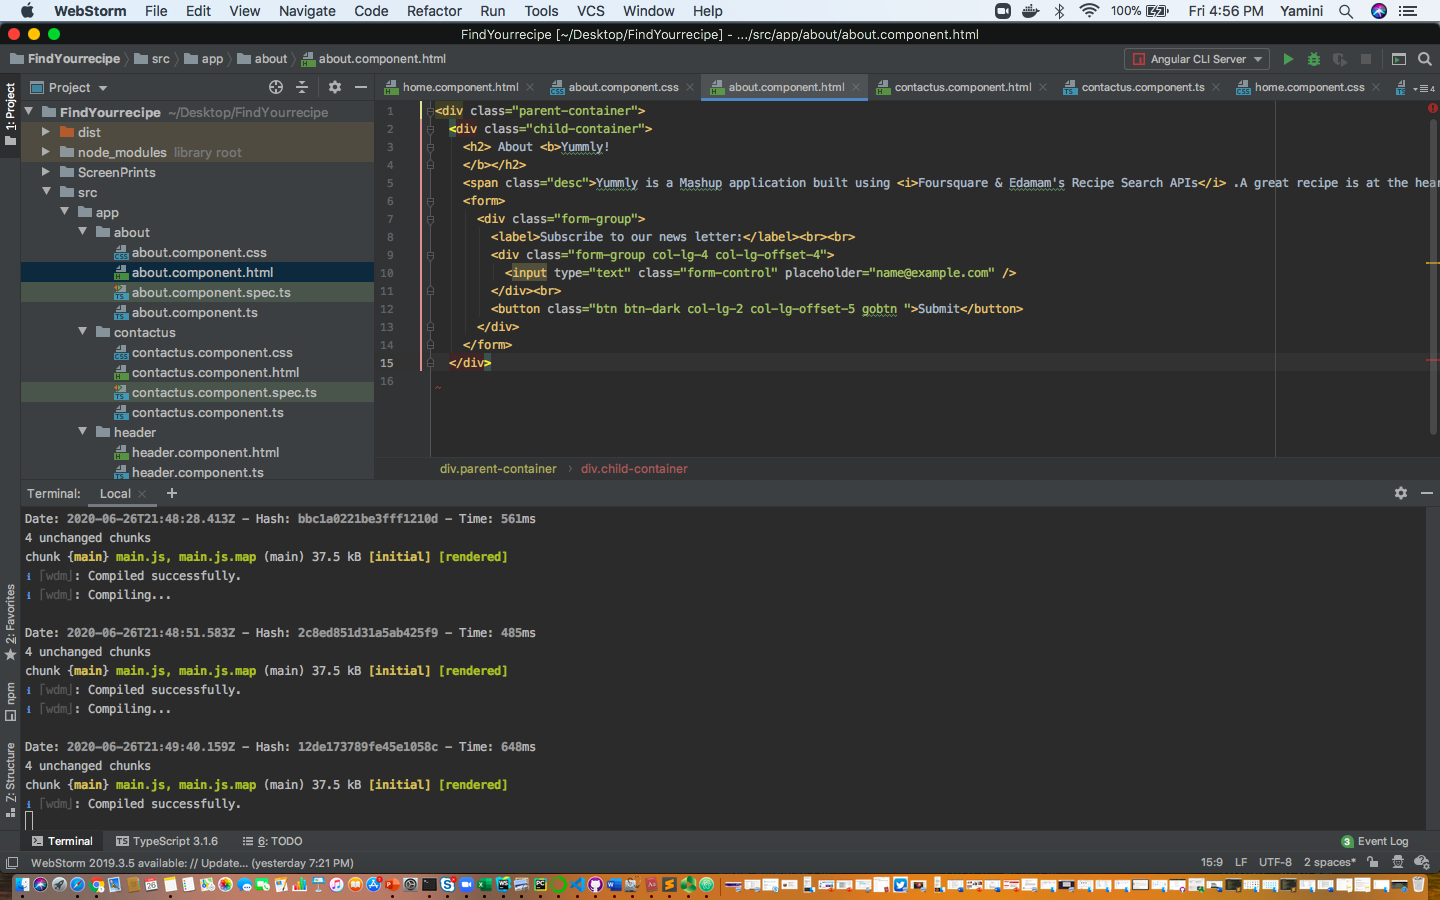 WebStorm File Edit View Navigate Code Refactor Run Tools VCS Window Help 100% Fri 4:56 PM Yamini
FindYourrecipe [~/Desktop/FindYourrecipe] - .../src/app/about/about.component.html
FindYourrecipe src app about about.component.html Angular CLI Server
Project
home.component.html about.component.css about.component.html contactus.component.html contactus.component.ts home.component.css 4
1: Project
FindYourrecipe ~/Desktop/FindYourrecipe
dist
node_modules library root
ScreenPrints
src
app
about
about.component.css
about.component.html
about.component.spec.ts
about.component.ts
contactus
contactus.component.css
contactus.component.html
contactus.component.spec.ts
contactus.component.ts
header
header.component.html
header.component.ts
1 <div class="parent-container">
2 <div class="child-container">
3 <h2> About <b>Yummly!
4 </b></h2>
5 <span class="desc">Yummly is a Mashup application built using <i>Foursquare & Edamam's Recipe Search APIs</i> .A great recipe is at the hear
6 <form>
7 <div class="form-group">
8 <label>Subscribe to our news letter:</label><br><br>
9 <div class="form-group col-lg-4 col-lg-offset-4">
10 <input type="text" class="form-control" placeholder="name@example.com" />
11 </div><br>
12 <button class="btn btn-dark col-lg-2 col-lg-offset-5 gobtn ">Submit</button>
13 </div>
14 </form>
15 </div>
16
div.parent-container div.child-container
Terminal: Local
Date: 2020-06-26T21:48:28.413Z - Hash: bbc1a0221be3fff1210d - Time: 561ms
4 unchanged chunks
chunk {main} main.js, main.js.map (main) 37.5 kB [initial] [rendered]
i ｢wdm｣: Compiled successfully.
i ｢wdm｣: Compiling...
Date: 2020-06-26T21:48:51.583Z - Hash: 2c8ed851d31a5ab425f9 - Time: 485ms
4 unchanged chunks
chunk {main} main.js, main.js.map (main) 37.5 kB [initial] [rendered]
i ｢wdm｣: Compiled successfully.
i ｢wdm｣: Compiling...
Date: 2020-06-26T21:49:40.159Z - Hash: 12de173789fe45e1058c - Time: 648ms
4 unchanged chunks
chunk {main} main.js, main.js.map (main) 37.5 kB [initial] [rendered]
i ｢wdm｣: Compiled successfully.
2: Favorites
npm
Z: Structure
Terminal TypeScript 3.1.6 6: TODO 3 Event Log
WebStorm 2019.3.5 available: // Update... (yesterday 7:21 PM) 15:9 LF UTF-8 2 spaces*